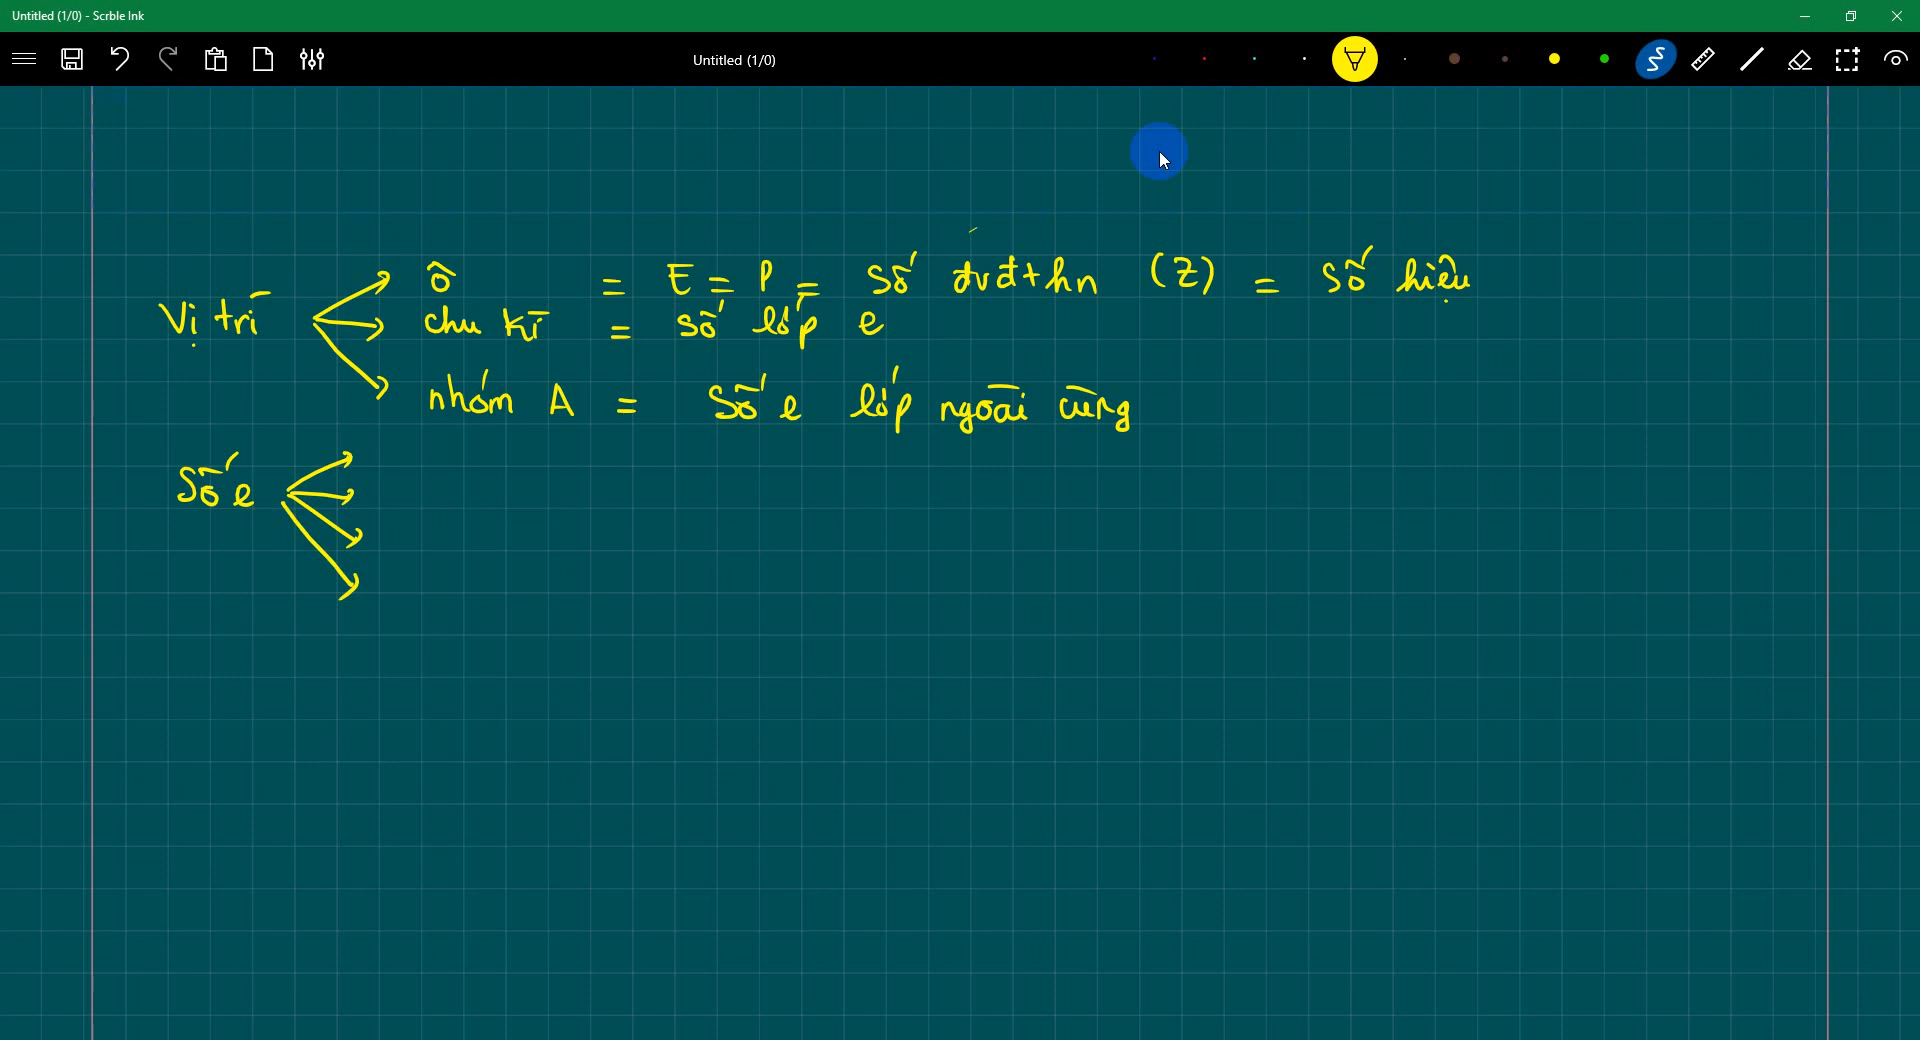 Untitled (1/0) - Scrble Ink
Untitled (1/0)
Vị trí
ô = E = P = số đvđthn (Z) = số hiệu
chu kì = số lớp e
nhóm A = Số e lớp ngoài cùng
Số e